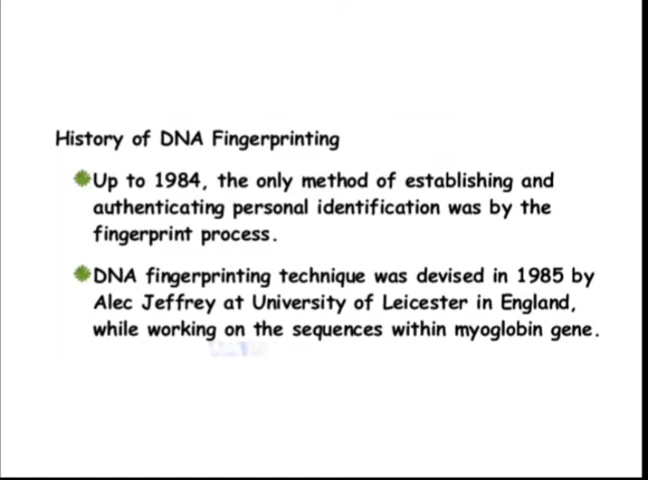 History of DNA Fingerprinting
Up to 1984, the only method of establishing and
authenticating personal identification was by the
fingerprint process.
DNA fingerprinting technique was devised in 1985 by
Alec Jeffrey at University of Leicester in England,
while working on the sequences within myoglobin gene.